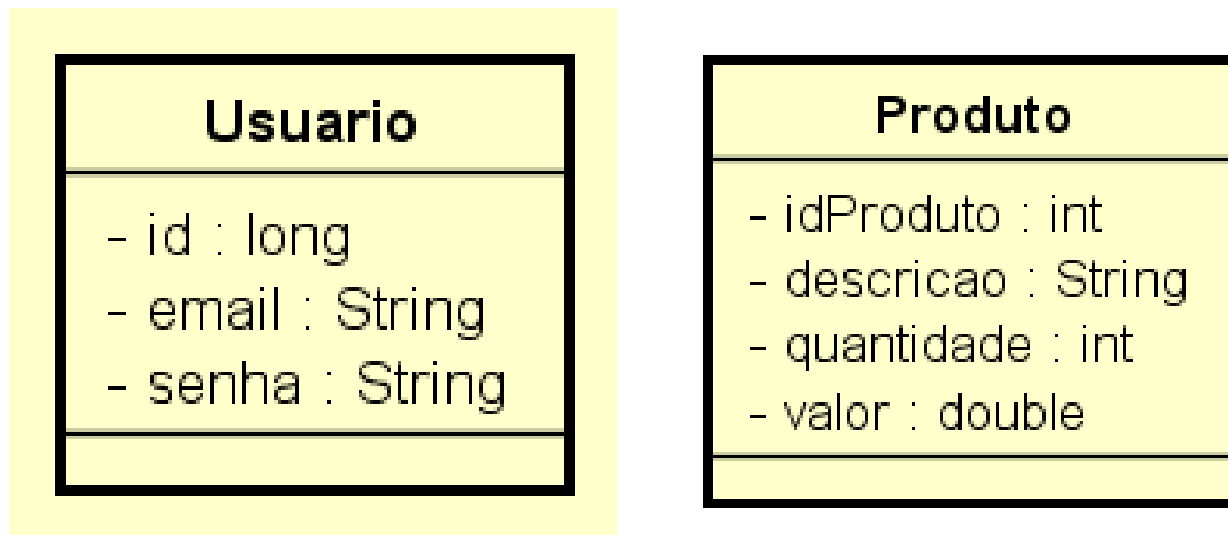 Usuario
- id : long
- email : String
- senha : String
Produto
- idProduto : int
- descricao : String
- quantidade : int
- valor : double